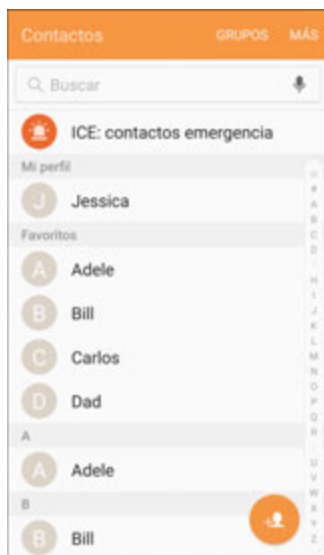 Contactos GRUPOS MÁS
Buscar
ICE: contactos emergencia
Mi perfil
J Jessica
Favoritos
A Adele
B Bill
C Carlos
D Dad
A
A Adele
B
B Bill
#
A
B
C
D
H
I
J
K
L
M
N
O
P
Q
R
U
V
W
X
Y
Z